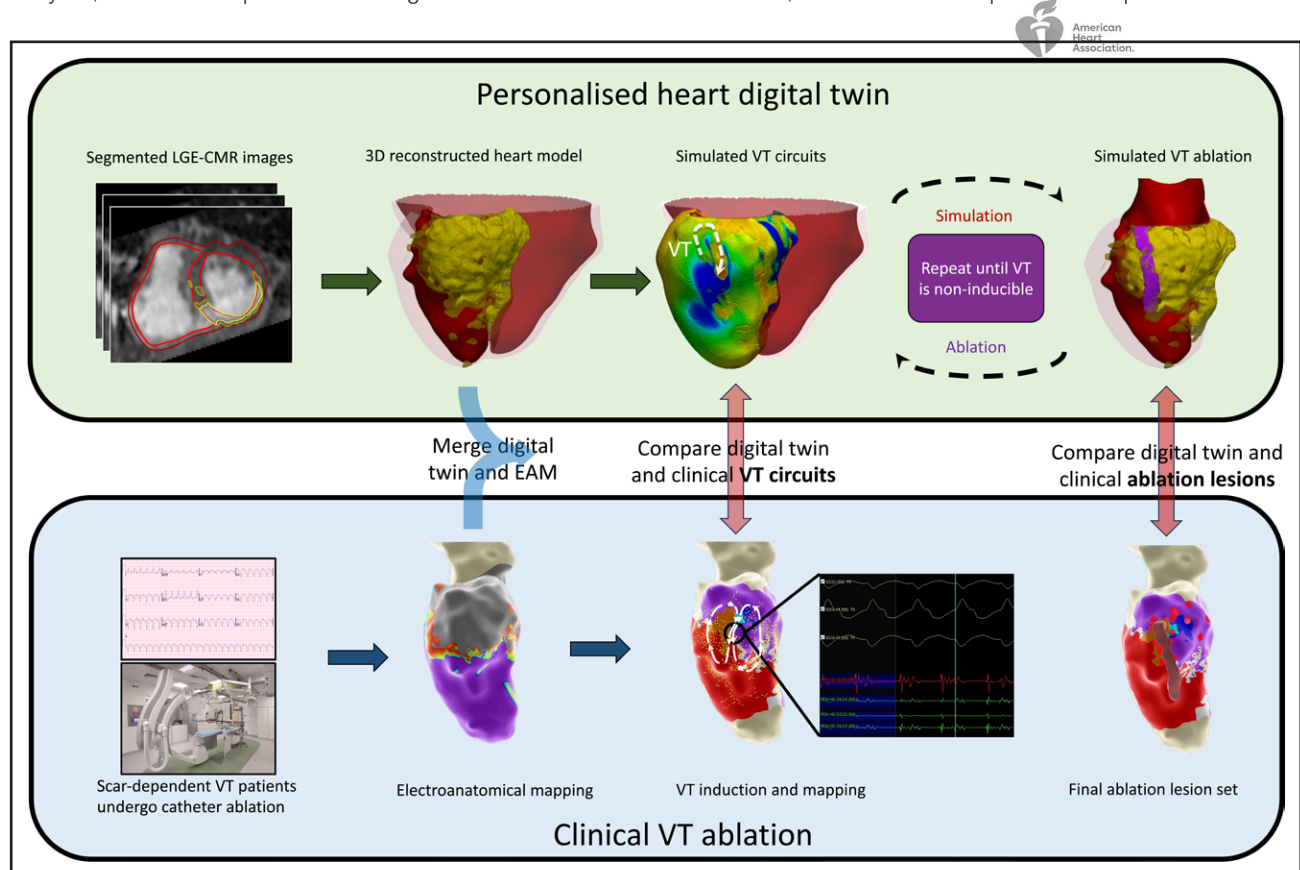 American
Heart
Association.
Personalised heart digital twin
Segmented LGE-CMR images
3D reconstructed heart model
Simulated VT circuits
Simulated VT ablation
VT
Simulation
Repeat until VT
is non-inducible
Ablation
Merge digital
twin and EAM
Compare digital twin
and clinical VT circuits
Compare digital twin and
clinical ablation lesions
Scar-dependent VT patients
undergo catheter ablation
Electroanatomical mapping
VT induction and mapping
Final ablation lesion set
Clinical VT ablation